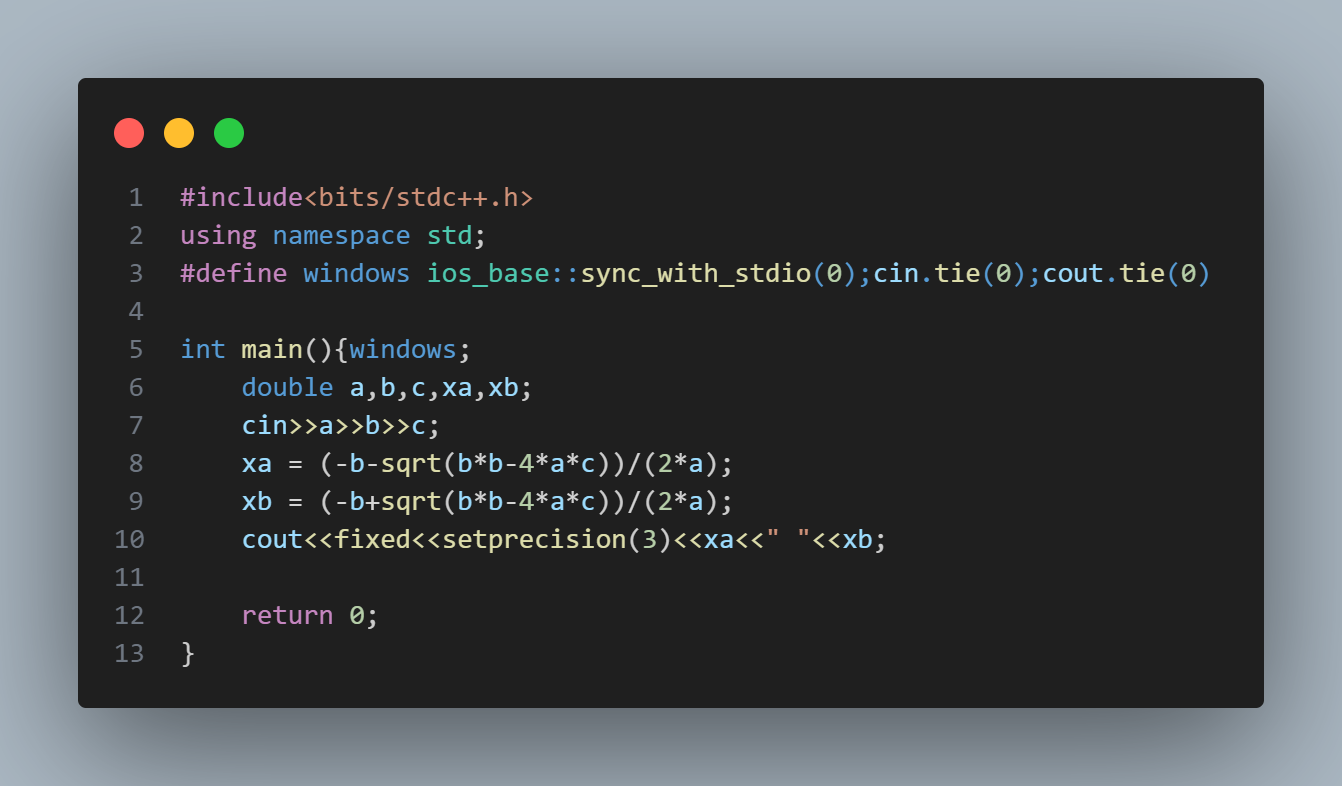 1 #include<bits/stdc++.h>
2 using namespace std;
3 #define windows ios_base::sync_with_stdio(0);cin.tie(0);cout.tie(0)
4
5 int main(){windows;
6     double a,b,c,xa,xb;
7     cin>>a>>b>>c;
8     xa = (-b-sqrt(b*b-4*a*c))/(2*a);
9     xb = (-b+sqrt(b*b-4*a*c))/(2*a);
10     cout<<fixed<<setprecision(3)<<xa<<" "<<xb;
11
12     return 0;
13 }